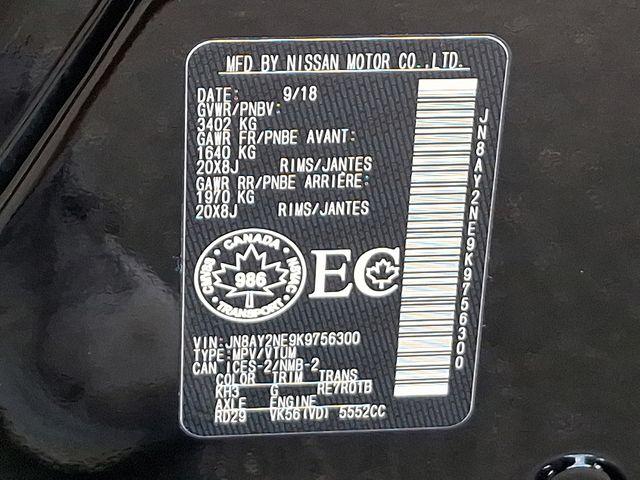 MFD BY NISSAN MOTOR CO.,LTD.
DATE: 9/18
GVWR/PNBV:
3402 KG
GAWR FR/PNBE AVANT:
1640 KG
20X8J RIMS/JANTES
GAWR RR/PNBE ARRIÈRE:
1970 KG
20X8J RIMS/JANTES
CANADA
986
TRANSPORT
EC
VIN: JN8AY2NE9K9756300
TYPE:MPV/VTUM
CAN ICES-2/NMB-2
COLOR TRIM TRANS
KH3 G RE7R01B
AXLE ENGINE
RD29 VK56(VD) 5552CC
JN8AY2NE9K9756300